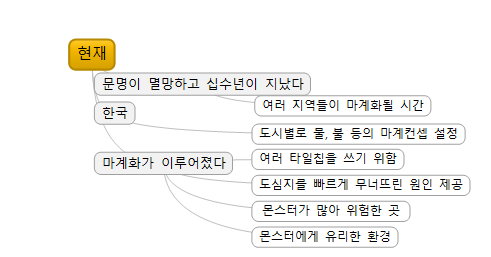 현재
문명이 멸망하고 십수년이 지났다
여러 지역들이 마계화될 시간
한국
도시별로 물, 불 등의 마계컨셉 설정
마계화가 이루어졌다
여러 타일칩을 쓰기 위함
도심지를 빠르게 무너뜨린 원인 제공
몬스터가 많아 위험한 곳
몬스터에게 유리한 환경